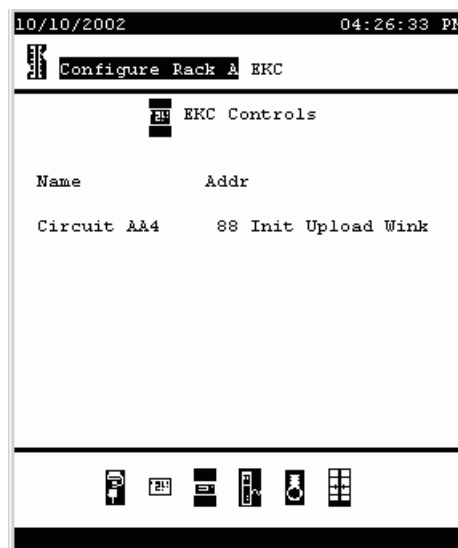 10/10/2002 04:26:33 PM
Configure Rack A EKC
EKC Controls
Name Addr
Circuit AA4 88 Init Upload Wink